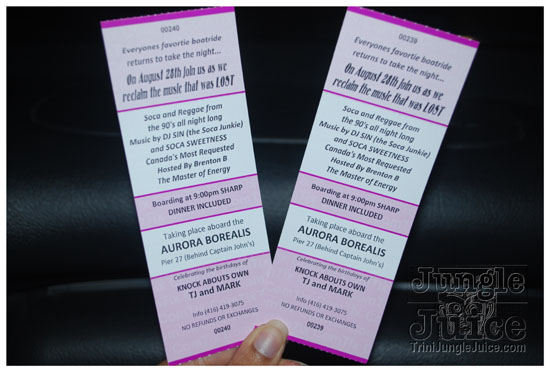 00240
Everyones favortie boatride
returns to take the night...
On August 28th Join us as we
reclaim the music that was LOST
Soca and Reggae from
the 90's all night long
Music by DJ SIN (the Soca Junkie)
and SOCA SWEETNESS
Canada's Most Requested
Hosted By Brenton B
The Master of Energy
Boarding at 9:00pm SHARP
DINNER INCLUDED
Taking place aboard the
AURORA BOREALIS
Pier 27 (Behind Captain John's)
Celebrating the birthdays of
KNOCK ABOUTS OWN
TJ and MARK
Info (416) 419-3075
NO REFUNDS OR EXCHANGES
00240
00239
Everyones favortie boatride
returns to take the night...
On August 28th Join us as we
reclaim the music that was LOST
Soca and Reggae from
the 90's all night long
Music by DJ SIN (the Soca Junkie)
and SOCA SWEETNESS
Canada's Most Requested
Hosted By Brenton B
The Master of Energy
Boarding at 9:00pm SHARP
DINNER INCLUDED
Taking place aboard the
AURORA BOREALIS
Pier 27 (Behind Captain John's)
Celebrating the birthdays of
KNOCK ABOUTS OWN
TJ and MARK
Info (416) 419-3075
NO REFUNDS OR EXCHANGES
00239
Jungle
Juice
TriniJungleJuice.com